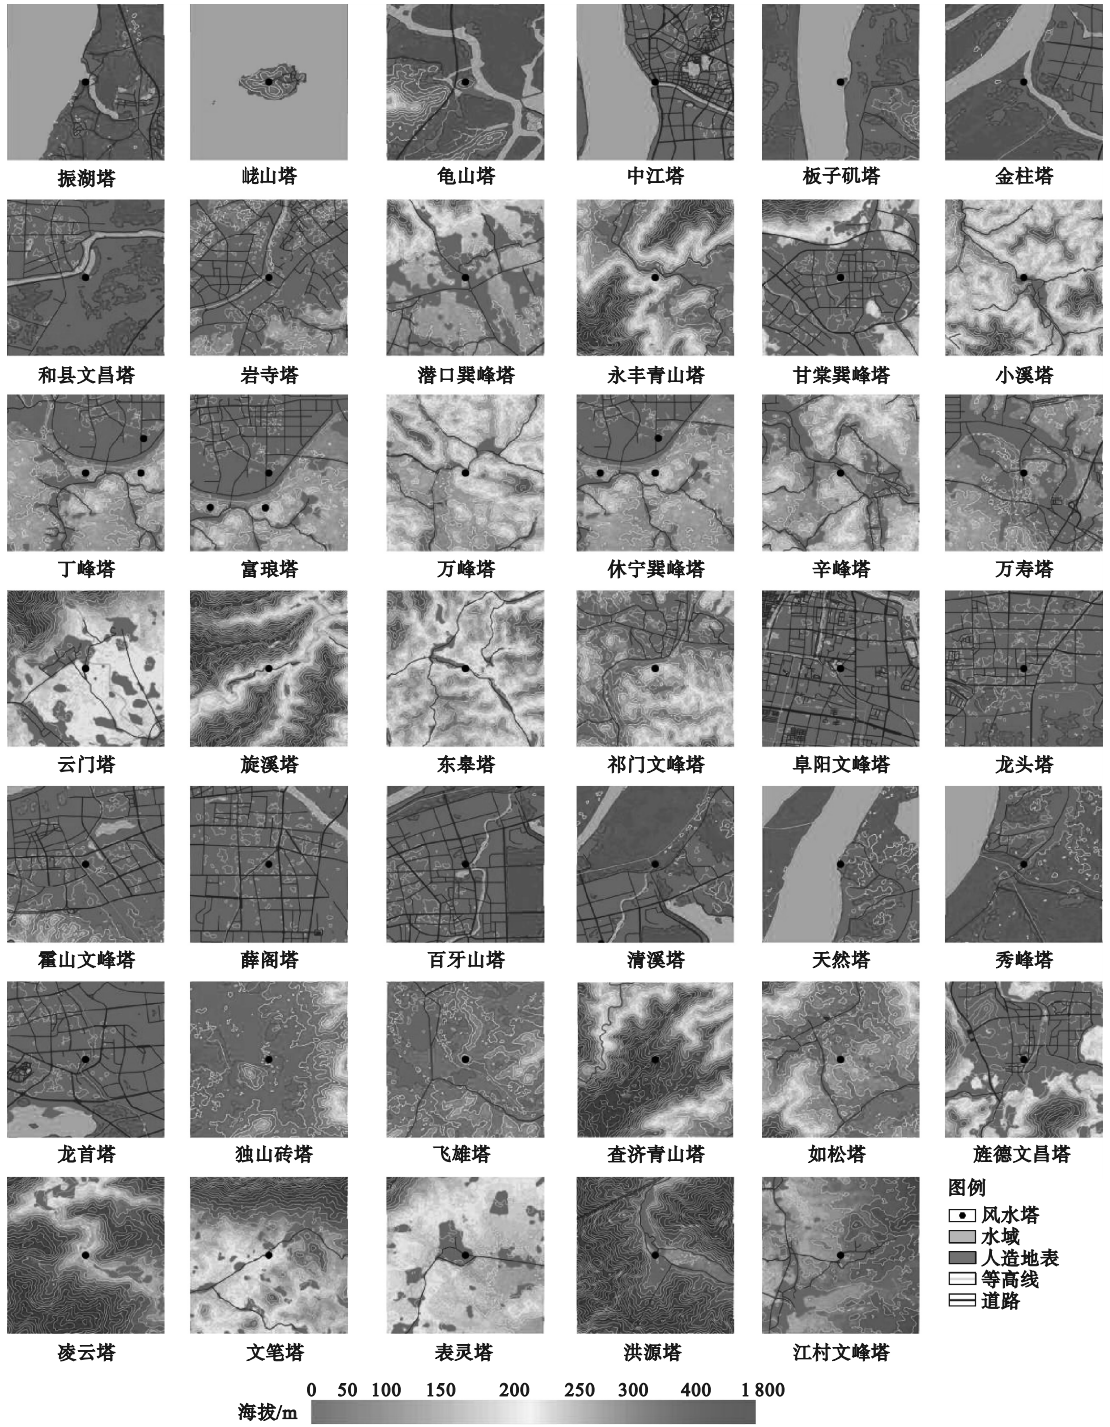 振湖塔 峔山塔 龟山塔 中江塔 板子矶塔 金柱塔
和县文昌塔 岩寺塔 潜口巽峰塔 永丰青山塔 甘棠巽峰塔 小溪塔
丁峰塔 富琅塔 万峰塔 休宁巽峰塔 辛峰塔 万寿塔
云门塔 旋溪塔 东皋塔 祁门文峰塔 阜阳文峰塔 龙头塔
霍山文峰塔 薛阁塔 百牙山塔 清溪塔 天然塔 秀峰塔
龙首塔 独山砖塔 飞雄塔 查济青山塔 如松塔 旌德文昌塔
图例
风水塔
水域
人造地表
等高线
道路
凌云塔 文笔塔 表灵塔 洪源塔 江村文峰塔
0 50 100 150 200 250 300 400 1 800
海拔/m